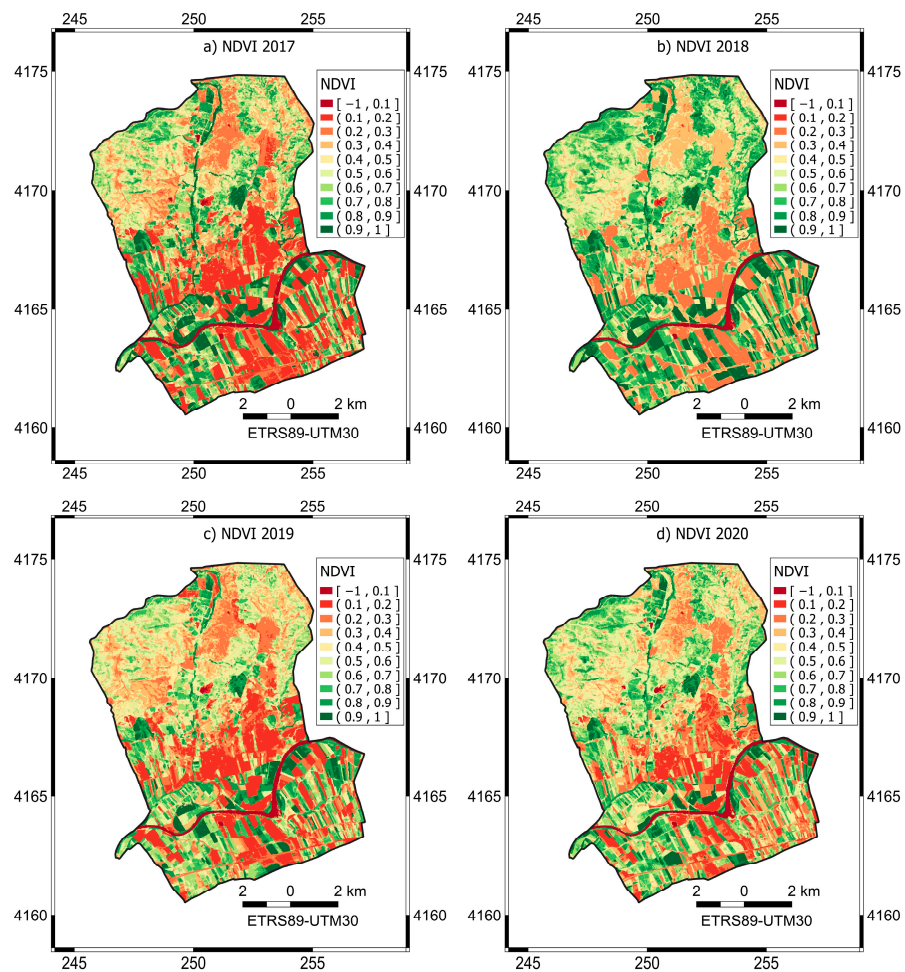 245 250 255
245 250 255
a) NDVI 2017
b) NDVI 2018
4175
4175
4175
NDVI
[ -1 , 0.1 ]
( 0.1 , 0.2 ]
( 0.2 , 0.3 ]
( 0.3 , 0.4 ]
( 0.4 , 0.5 ]
( 0.5 , 0.6 ]
( 0.6 , 0.7 ]
( 0.7 , 0.8 ]
( 0.8 , 0.9 ]
( 0.9 , 1 ]
NDVI
[ -1 , 0.1 ]
( 0.1 , 0.2 ]
( 0.2 , 0.3 ]
( 0.3 , 0.4 ]
( 0.4 , 0.5 ]
( 0.5 , 0.6 ]
( 0.6 , 0.7 ]
( 0.7 , 0.8 ]
( 0.8 , 0.9 ]
( 0.9 , 1 ]
4170
4170
4170
4165
4165
4165
2 0 2 km
2 0 2 km
ETRS89-UTM30
ETRS89-UTM30
4160
4160
4160
245 250 255
245 250 255
245 250 255
245 250 255
c) NDVI 2019
d) NDVI 2020
4175
4175
4175
NDVI
[ -1 , 0.1 ]
( 0.1 , 0.2 ]
( 0.2 , 0.3 ]
( 0.3 , 0.4 ]
( 0.4 , 0.5 ]
( 0.5 , 0.6 ]
( 0.6 , 0.7 ]
( 0.7 , 0.8 ]
( 0.8 , 0.9 ]
( 0.9 , 1 ]
NDVI
[ -1 , 0.1 ]
( 0.1 , 0.2 ]
( 0.2 , 0.3 ]
( 0.3 , 0.4 ]
( 0.4 , 0.5 ]
( 0.5 , 0.6 ]
( 0.6 , 0.7 ]
( 0.7 , 0.8 ]
( 0.8 , 0.9 ]
( 0.9 , 1 ]
4170
4170
4170
4165
4165
4165
2 0 2 km
2 0 2 km
ETRS89-UTM30
ETRS89-UTM30
4160
4160
4160
245 250 255
245 250 255